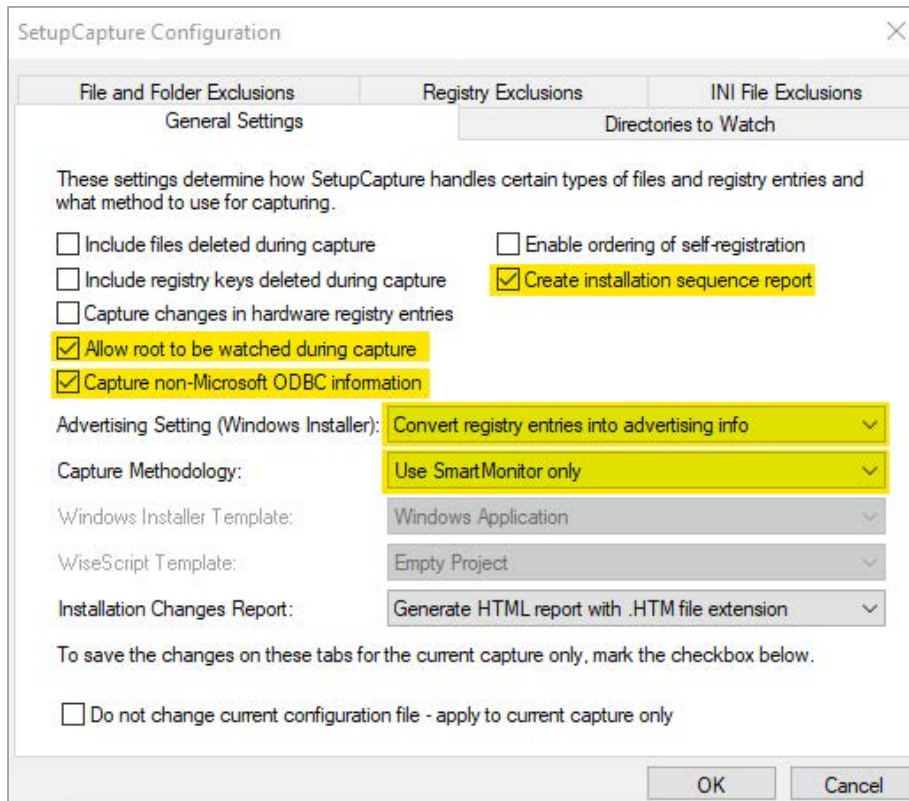 SetupCapture Configuration
File and Folder Exclusions
Registry Exclusions
INI File Exclusions
General Settings
Directories to Watch
These settings determine how SetupCapture handles certain types of files and registry entries and
what method to use for capturing.
Include files deleted during capture
Enable ordering of self-registration
Include registry keys deleted during capture
Create installation sequence report
Capture changes in hardware registry entries
Allow root to be watched during capture
Capture non-Microsoft ODBC information
Advertising Setting (Windows Installer): Convert registry entries into advertising info
Capture Methodology: Use SmartMonitor only
Windows Installer Template: Windows Application
WiseScript Template: Empty Project
Installation Changes Report: Generate HTML report with .HTM file extension
To save the changes on these tabs for the current capture only, mark the checkbox below.
Do not change current configuration file - apply to current capture only
OK
Cancel